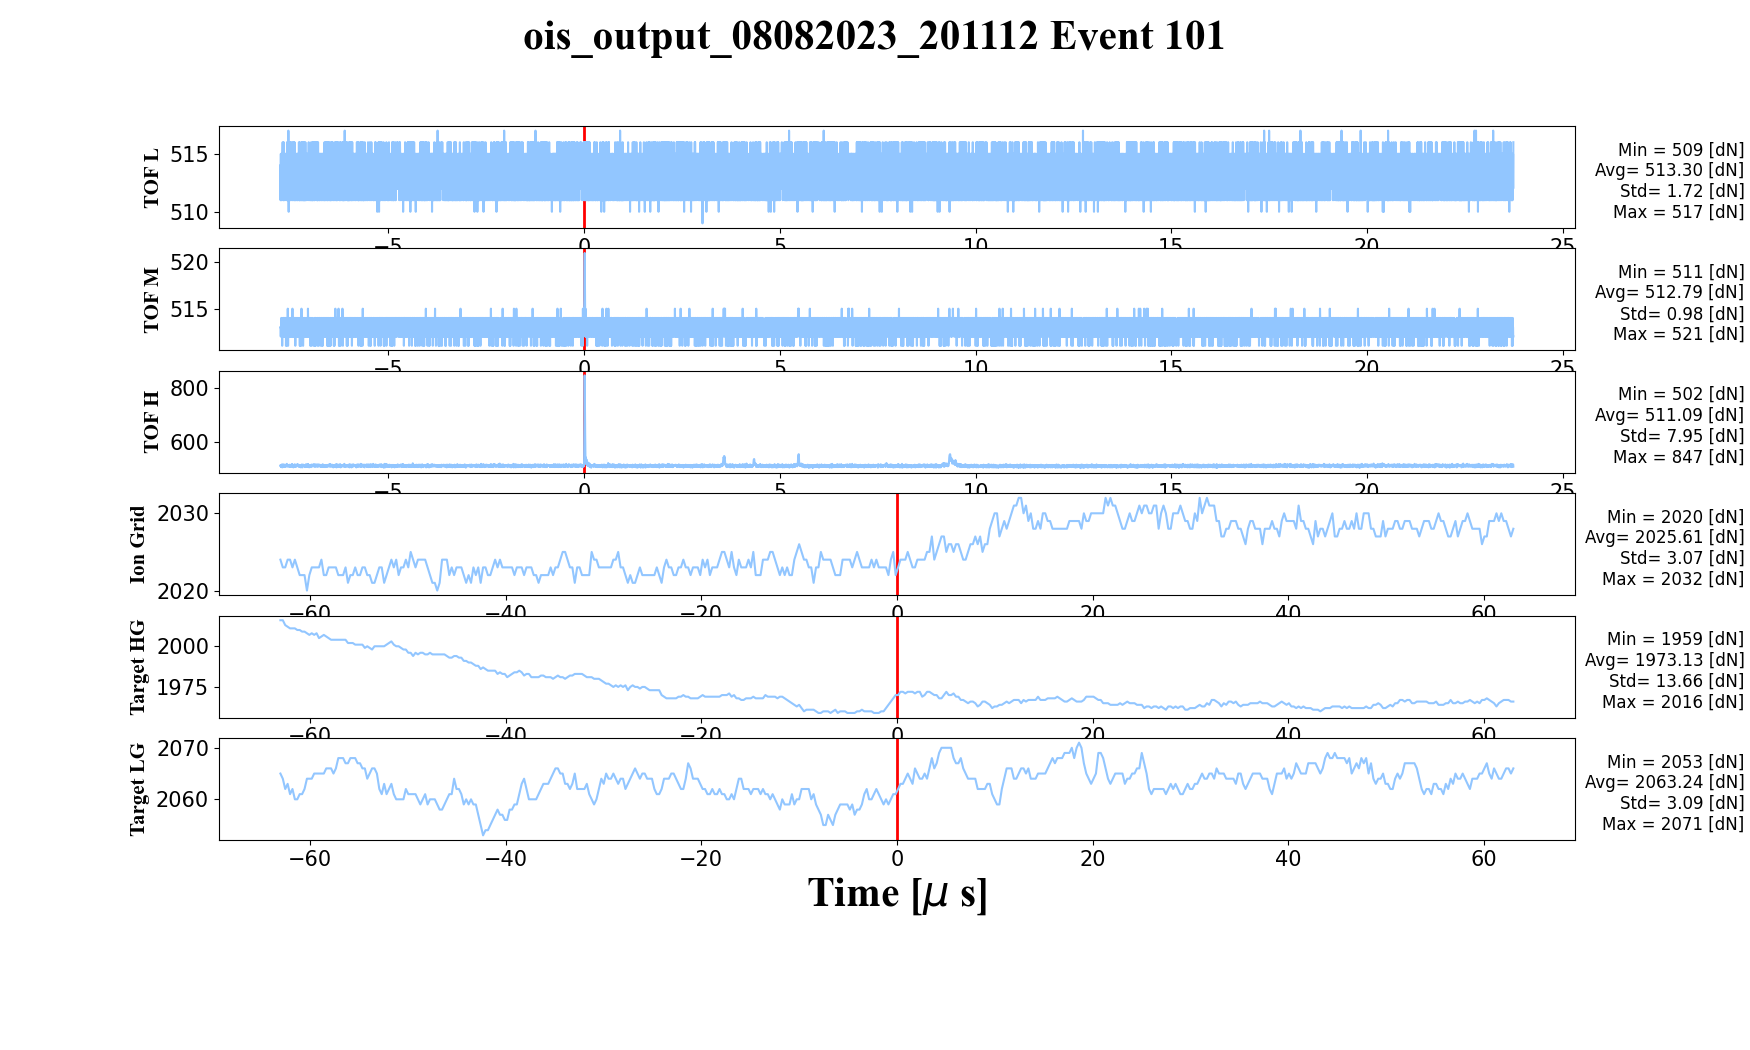 ois_output_08082023_201112 Event 101
TOF L
515
510
Min = 509 [dN]
Avg= 513.30 [dN]
Std= 1.72 [dN]
Max = 517 [dN]
−5 0 5 10 15 20 25
TOF M
520
515
Min = 511 [dN]
Avg= 512.79 [dN]
Std= 0.98 [dN]
Max = 521 [dN]
−5 0 5 10 15 20 25
TOF H
800
600
Min = 502 [dN]
Avg= 511.09 [dN]
Std= 7.95 [dN]
Max = 847 [dN]
−5 0 5 10 15 20 25
Ion Grid
2030
2020
Min = 2020 [dN]
Avg= 2025.61 [dN]
Std= 3.07 [dN]
Max = 2032 [dN]
−60 −40 −20 0 20 40 60
Target HG
2000
1975
Min = 1959 [dN]
Avg= 1973.13 [dN]
Std= 13.66 [dN]
Max = 2016 [dN]
−60 −40 −20 0 20 40 60
Target LG
2070
2060
Min = 2053 [dN]
Avg= 2063.24 [dN]
Std= 3.09 [dN]
Max = 2071 [dN]
−60 −40 −20 0 20 40 60
Time [μ s]